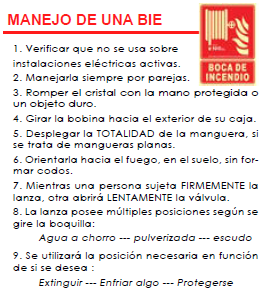 MANEJO DE UNA BIE
BOCA DE
INCENDIO
1. Verificar que no se usa sobre
instalaciones eléctricas activas.
2. Manejarla siempre por parejas.
3. Romper el cristal con la mano protegida o
un objeto duro.
4. Girar la bobina hacia el exterior de su caja.
5. Desplegar la TOTALIDAD de la manguera, si
se trata de mangueras planas.
6. Orientarla hacia el fuego, en el suelo, sin for-
mar codos.
7. Mientras una persona sujeta FIRMEMENTE la
lanza, otra abrirá LENTAMENTE la válvula.
8. La lanza posee múltiples posiciones según se
gire la boquilla:
Agua a chorro --- pulverizada --- escudo
9. Se utilizará la posición necesaria en función
de si se desea :
Extinguir --- Enfriar algo --- Protegerse